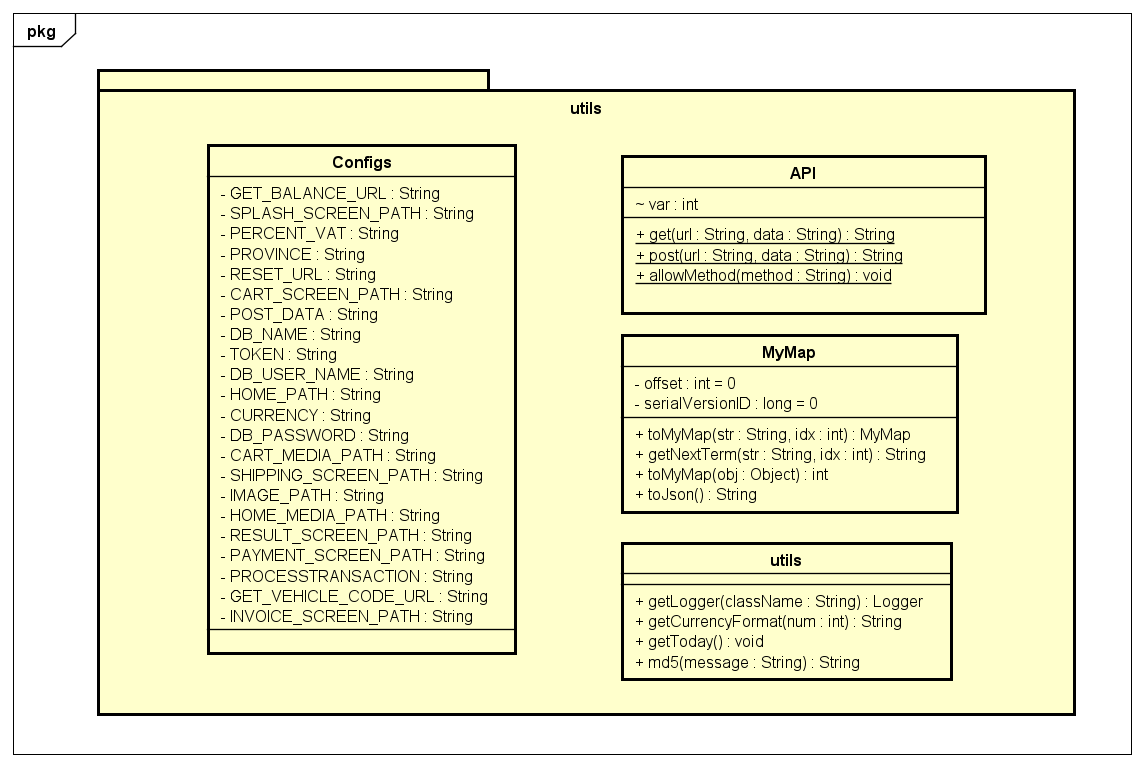 pkg
utils
Configs
- GET_BALANCE_URL : String
- SPLASH_SCREEN_PATH : String
- PERCENT_VAT : String
- PROVINCE : String
- RESET_URL : String
- CART_SCREEN_PATH : String
- POST_DATA : String
- DB_NAME : String
- TOKEN : String
- DB_USER_NAME : String
- HOME_PATH : String
- CURRENCY : String
- DB_PASSWORD : String
- CART_MEDIA_PATH : String
- SHIPPING_SCREEN_PATH : String
- IMAGE_PATH : String
- HOME_MEDIA_PATH : String
- RESULT_SCREEN_PATH : String
- PAYMENT_SCREEN_PATH : String
- PROCESSTRANSACTION : String
- GET_VEHICLE_CODE_URL : String
- INVOICE_SCREEN_PATH : String
API
~ var : int
+ get(url : String, data : String) : String
+ post(url : String, data : String) : String
+ allowMethod(method : String) : void
MyMap
- offset : int = 0
- serialVersionID : long = 0
+ toMyMap(str : String, idx : int) : MyMap
+ getNextTerm(str : String, idx : int) : String
+ toMyMap(obj : Object) : int
+ toJson() : String
utils
+ getLogger(className : String) : Logger
+ getCurrencyFormat(num : int) : String
+ getToday() : void
+ md5(message : String) : String